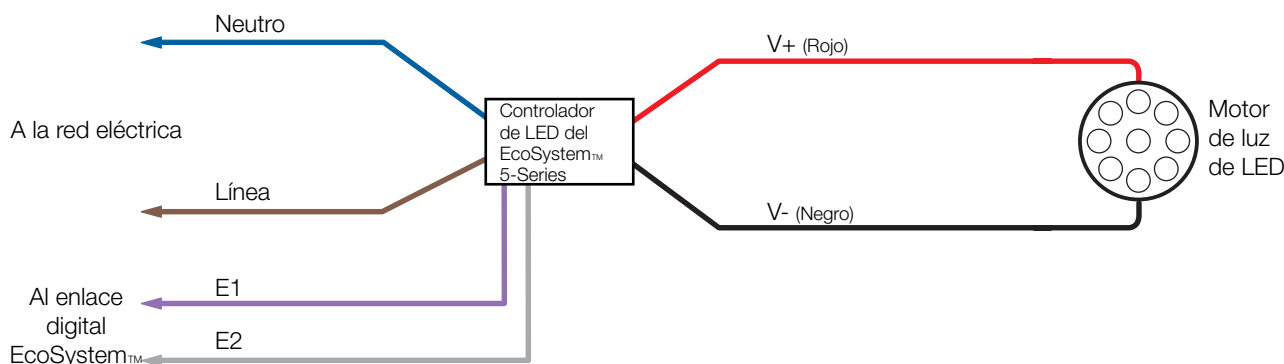 Neutro
V+ (Rojo)
A la red eléctrica
Controlador
de LED del
EcoSystem™
5-Series
Motor
de luz
de LED
Línea
V- (Negro)
E1
Al enlace
digital
EcoSystem™
E2